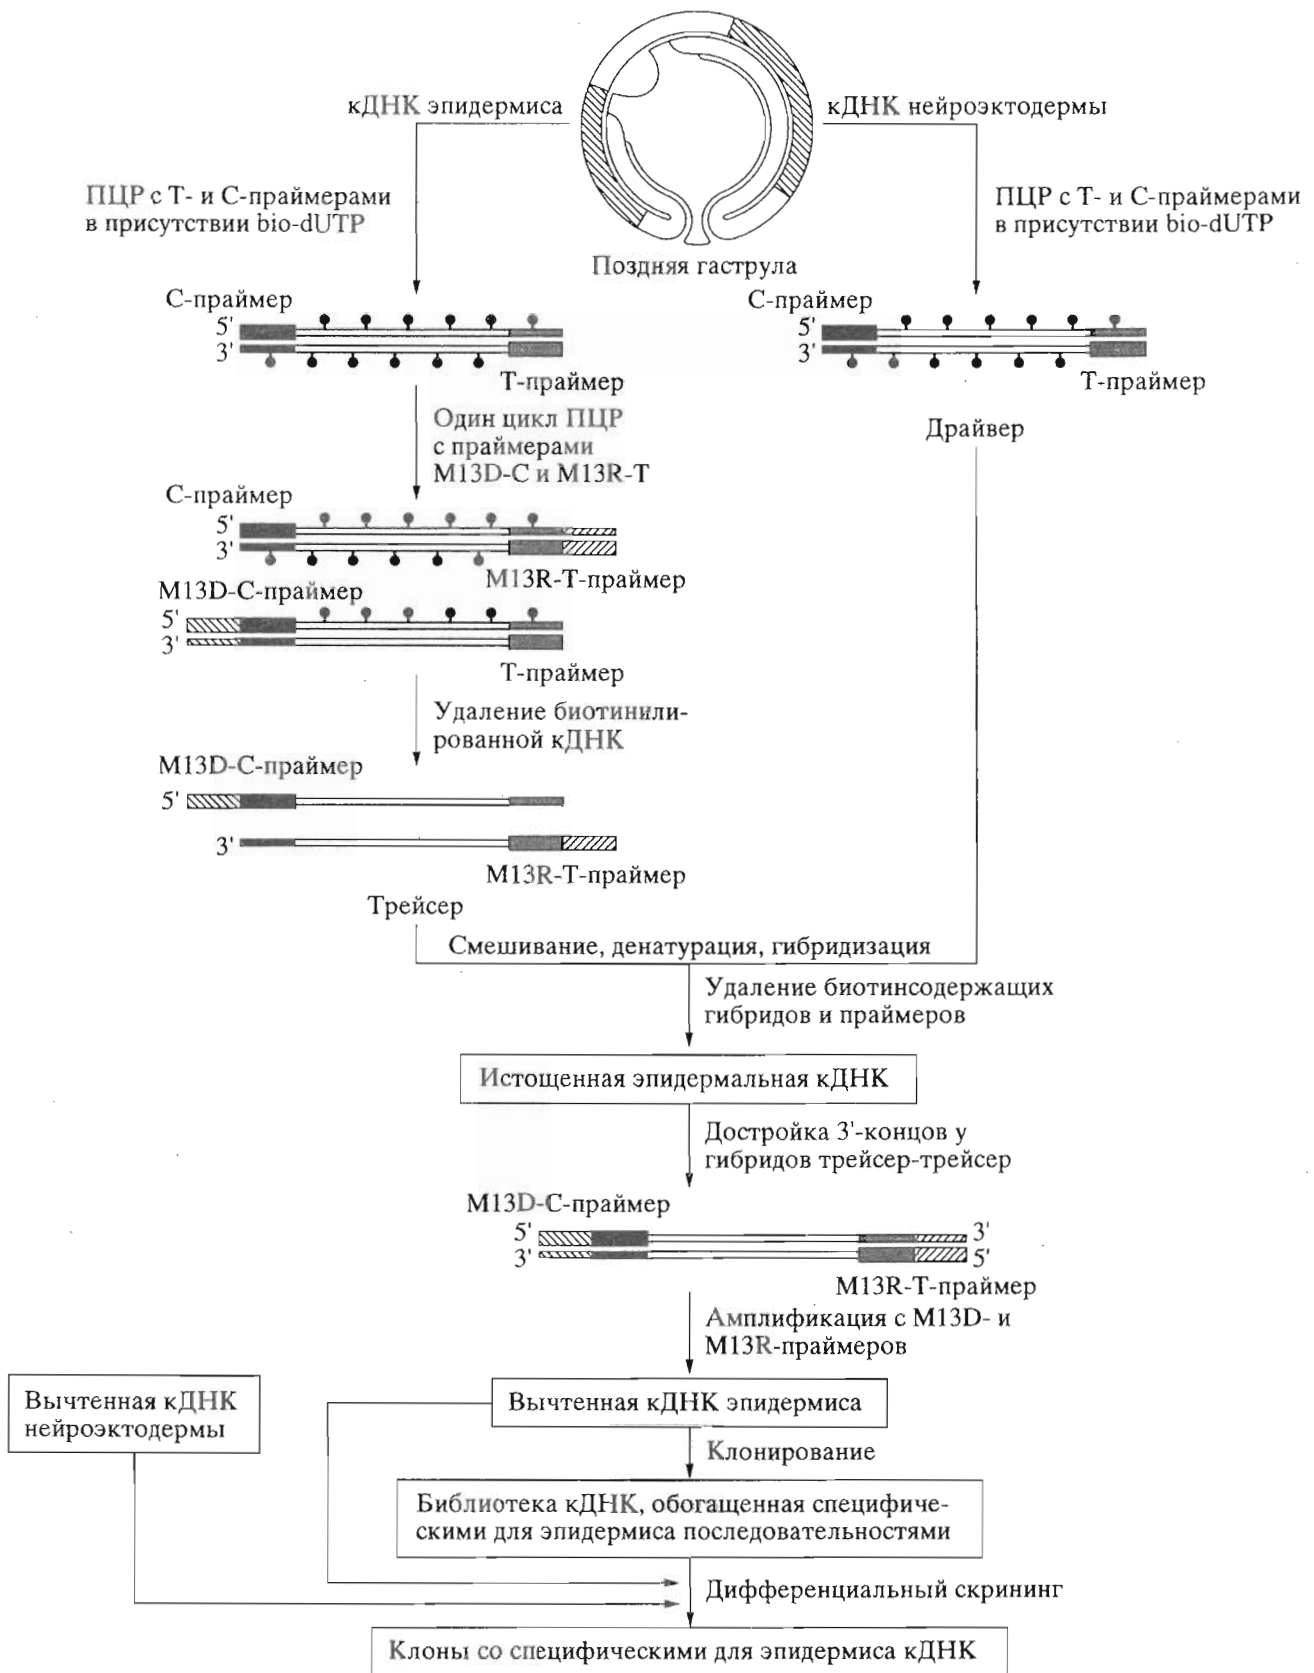 кДНК эпидермиса
кДНК нейроэктодермы
ПЦР с Т- и С-праймерами
в присутствии bio-dUTP
ПЦР с Т- и С-праймерами
в присутствии bio-dUTP
Поздняя гаструла
С-праймер
5'
3'
Т-праймер
С-праймер
5'
3'
Т-праймер
Один цикл ПЦР
с праймерами
M13D-C и M13R-T
Драйвер
С-праймер
5'
3'
M13R-T-праймер
M13D-C-праймер
5'
3'
Т-праймер
Удаление биотинили-
рованной кДНК
M13D-C-праймер
5'
3'
M13R-T-праймер
Трейсер
Смешивание, денатурация, гибридизация
Удаление биотинсодержащих
гибридов и праймеров
Истощенная эпидермальная кДНК
Достройка 3'-концов у
гибридов трейсер-трейсер
M13D-C-праймер
5' 3'
3' 5'
M13R-T-праймер
Амплификация с M13D- и
M13R-праймеров
Вычтенная кДНК
нейроэктодермы
Вычтенная кДНК эпидермиса
Клонирование
Библиотека кДНК, обогащенная специфиче-
скими для эпидермиса последовательностями
Дифференциальный скрининг
Клоны со специфическими для эпидермиса кДНК